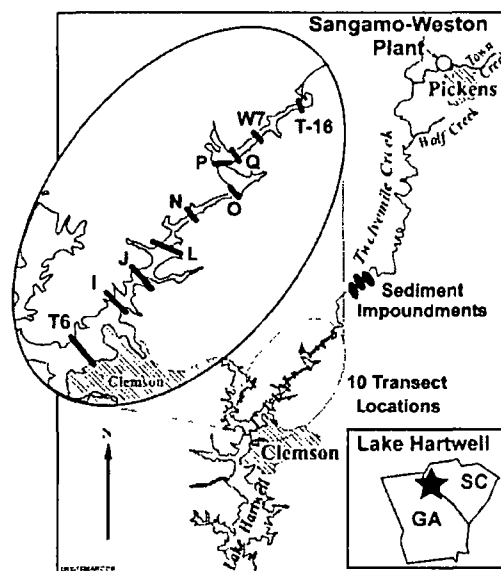 Sangamo-Weston
Plant
Town
Creek
Pickens
Wolf Creek
Twelvemile Creek
T-16
W7
P
Q
O
N
L
J
I
T6
Clemson
Sediment
Impoundments
10 Transect
Locations
Clemson
Lake Hartwell
Lake Hartwell
SC
GA